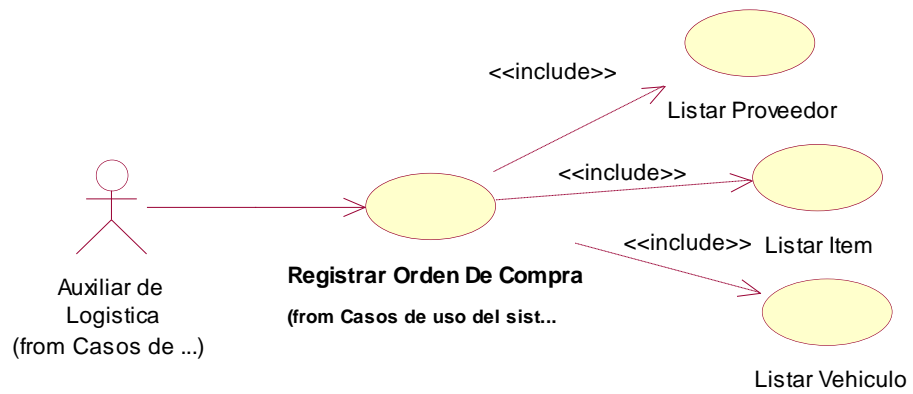 <<include>>
Listar Proveedor
<<include>>
<<include>>
Listar Item
Registrar Orden De Compra
(from Casos de uso del sist...
Auxiliar de
Logistica
(from Casos de ...)
Listar Vehiculo